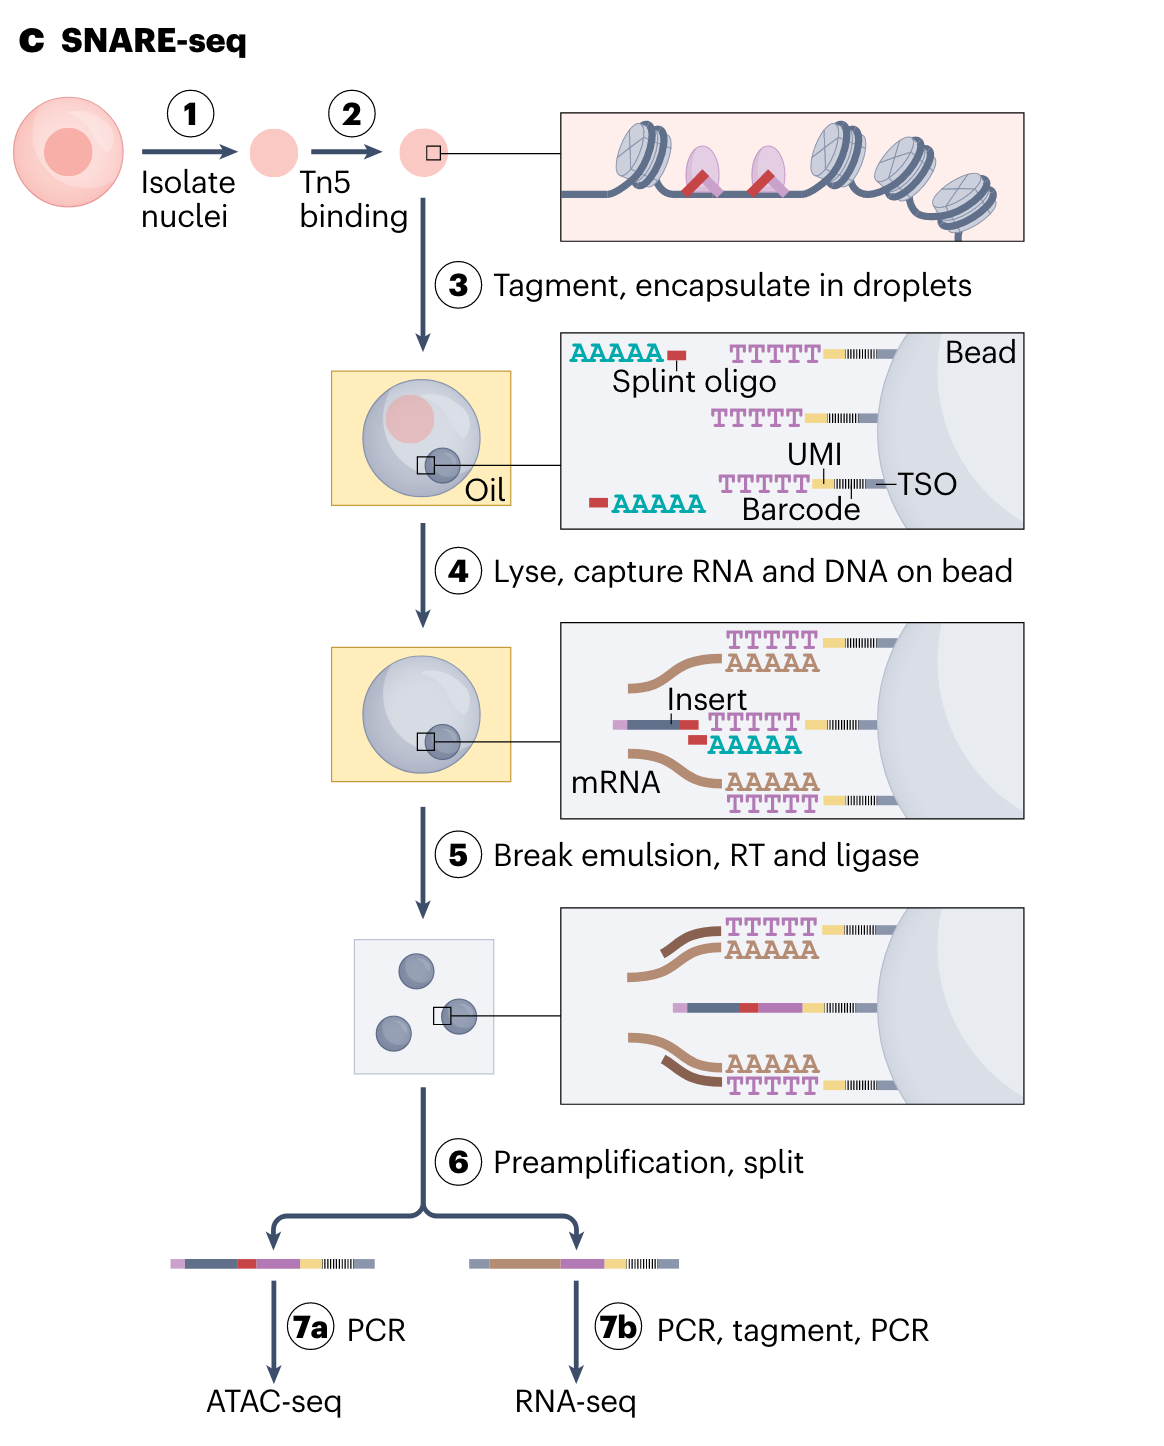 c SNARE-seq
1
2
Isolate
nuclei
Tn5
binding
3 Tagment, encapsulate in droplets
AAAAA
TTTTT
Bead
Splint oligo
TTTTT
UMI
TTTTT
TSO
Oil
AAAAA
Barcode
4 Lyse, capture RNA and DNA on bead
TTTTT
AAAAA
Insert
TTTTT
AAAAA
mRNA
AAAAA
TTTTT
5 Break emulsion, RT and ligase
TTTTT
AAAAA
AAAAA
TTTTT
6 Preamplification, split
7a PCR
7b PCR, tagment, PCR
ATAC-seq
RNA-seq